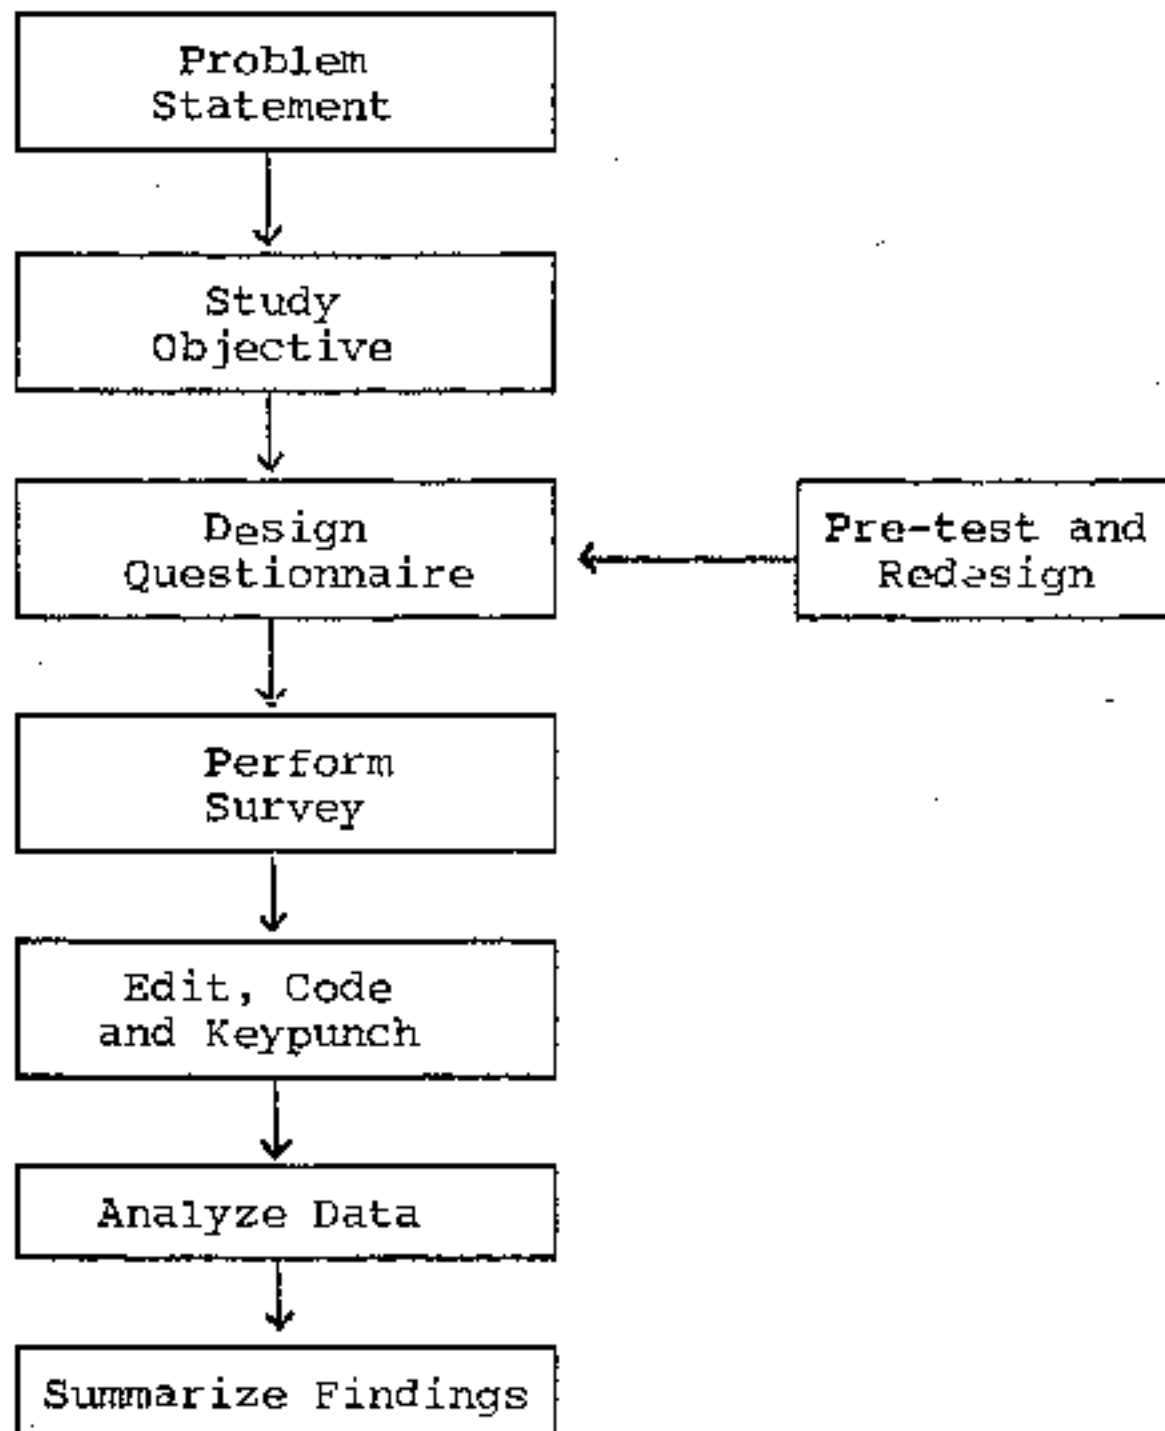 Problem
Statement
Study
Objective
Design
Questionnaire
Pre-test and
Redesign
Perform
Survey
Edit, Code
and Keypunch
Analyze Data
Summarize Findings